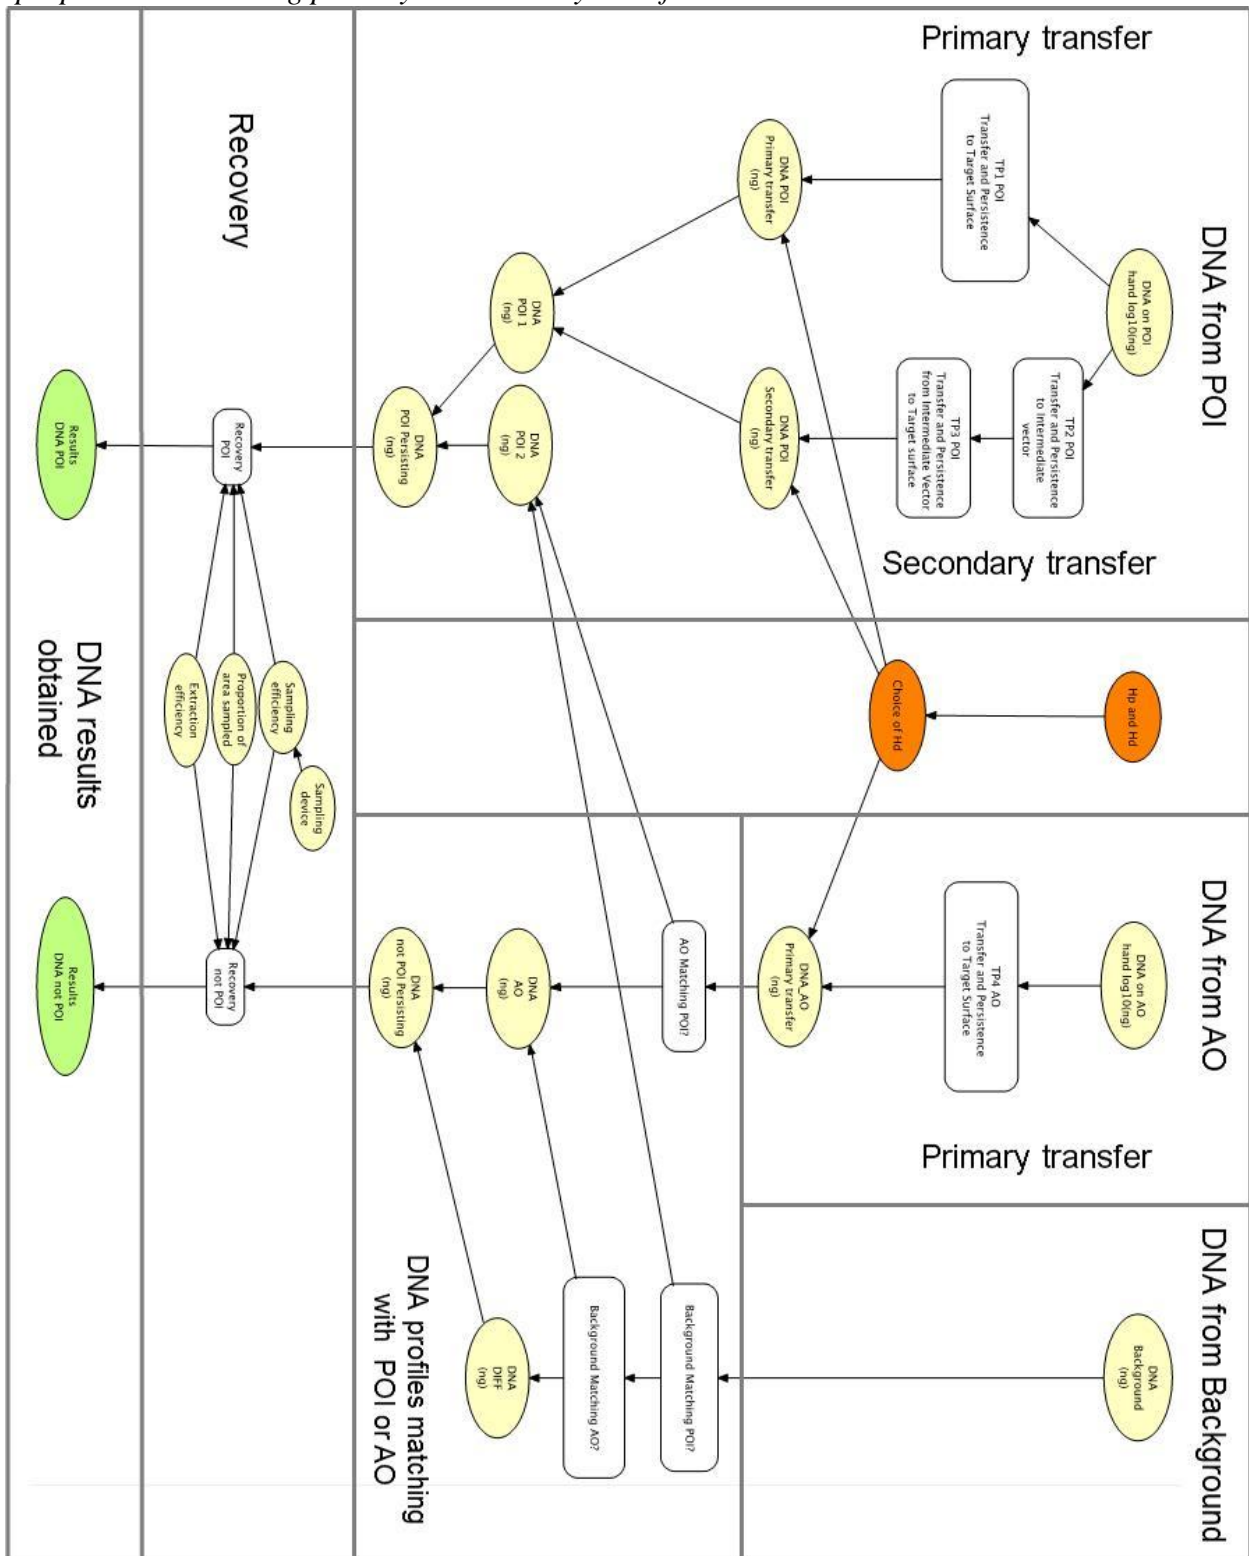 DNA from POI
DNA from AO
DNA from Background
Primary transfer
Secondary transfer
Primary transfer
DNA on POI
hand log10(ng)
Hp and Hd
DNA on AO
hand log10(ng)
DNA
Background
(ng)
TP1 POI
Transfer and Persistence
to Target Surface
TP2 POI
Transfer and Persistence
to Intermediate
vector
TP3 POI
Transfer and Persistence
from Intermediate Vector
to Target surface
TP4 AO
Transfer and Persistence
to Target Surface
Choice of Hd
DNA POI
Primary transfer
(ng)
DNA POI
Secondary transfer
(ng)
DNA_AO
Primary transfer
(ng)
AO Matching POI?
Background Matching POI?
Background Matching AO?
DNA
POI 1
(ng)
DNA
POI 2
(ng)
DNA
AO
(ng)
DNA
DIFF
(ng)
DNA
POI Persisting
(ng)
DNA
not POI Persisting
(ng)
DNA profiles matching
with POI or AO
Recovery
Sampling
device
Sampling
efficiency
Proportion of
area sampled
Extraction
efficiency
Recovery
POI
Recovery
not POI
DNA results
obtained
Results
DNA POI
Results
DNA not POI